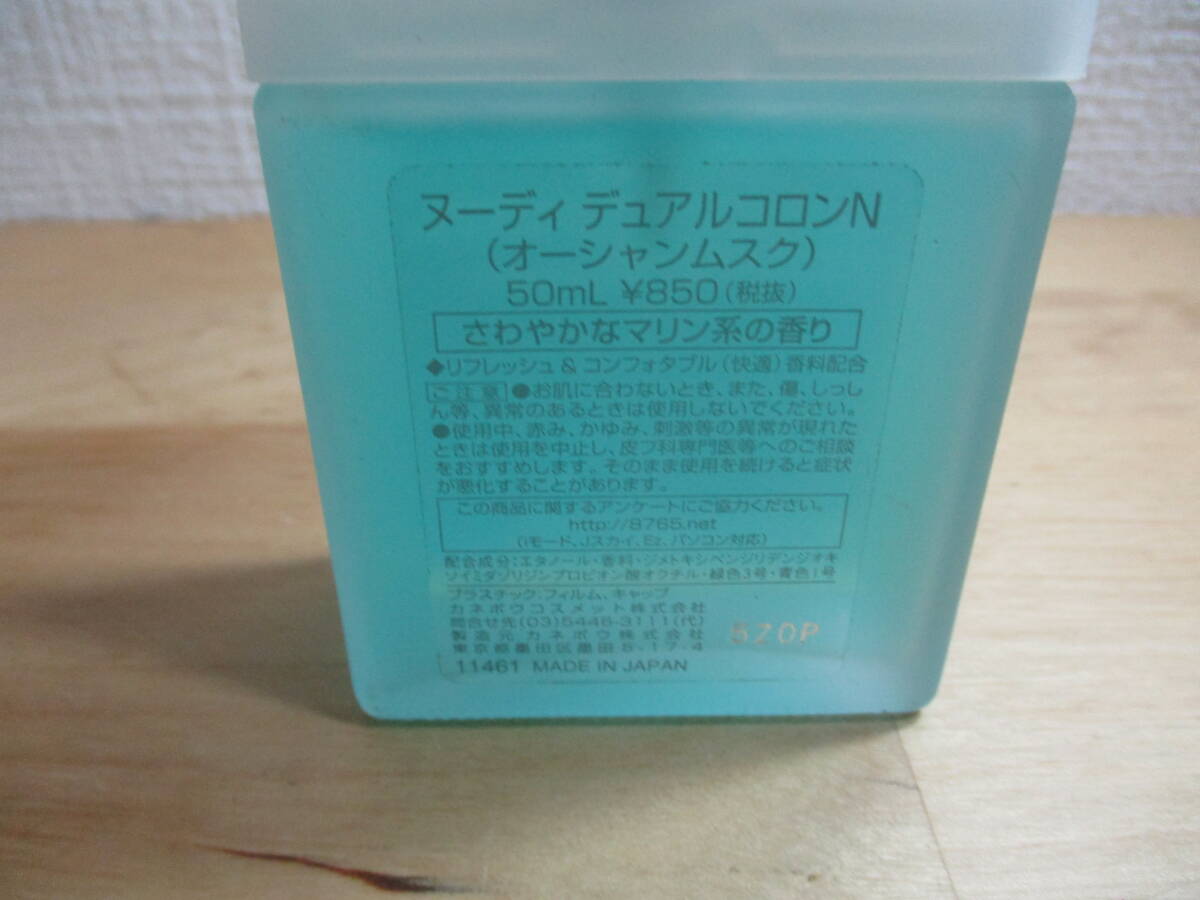 ヌーディ デュアルコロンN
(オーシャンムスク)
50mL ¥850(税抜)
さわやかなマリン系の香り
◆リフレッシュ & コンフォタブル(快適)香料配合
ご注意 ●お肌に合わないとき、また、傷、しっし
ん等、異常のあるときは使用しないでください。
●使用中、赤み、かゆみ、刺激等の異常が現れた
ときは使用を中止し、皮フ科専門医等へのご相談
をおすすめします。そのまま使用を続けると症状
が悪化することがあります。
この商品に関するアンケートにご協力ください。
http://8765.net
(iモード、Jスカイ、Ez、パソコン対応)
配合成分:エタノール・香料・ジメトキシベンジリデンジオキ
ソイミダゾリジンプロピオン酸オクチル・緑色3号・青色1号
プラスチック:フィルム、キャップ
カネボウコスメット株式会社
問合せ先(03)5446-3111(代)
製造元 カネボウ株式会社
東京都墨田区墨田5-17-4
11461 MADE IN JAPAN
5Z0P